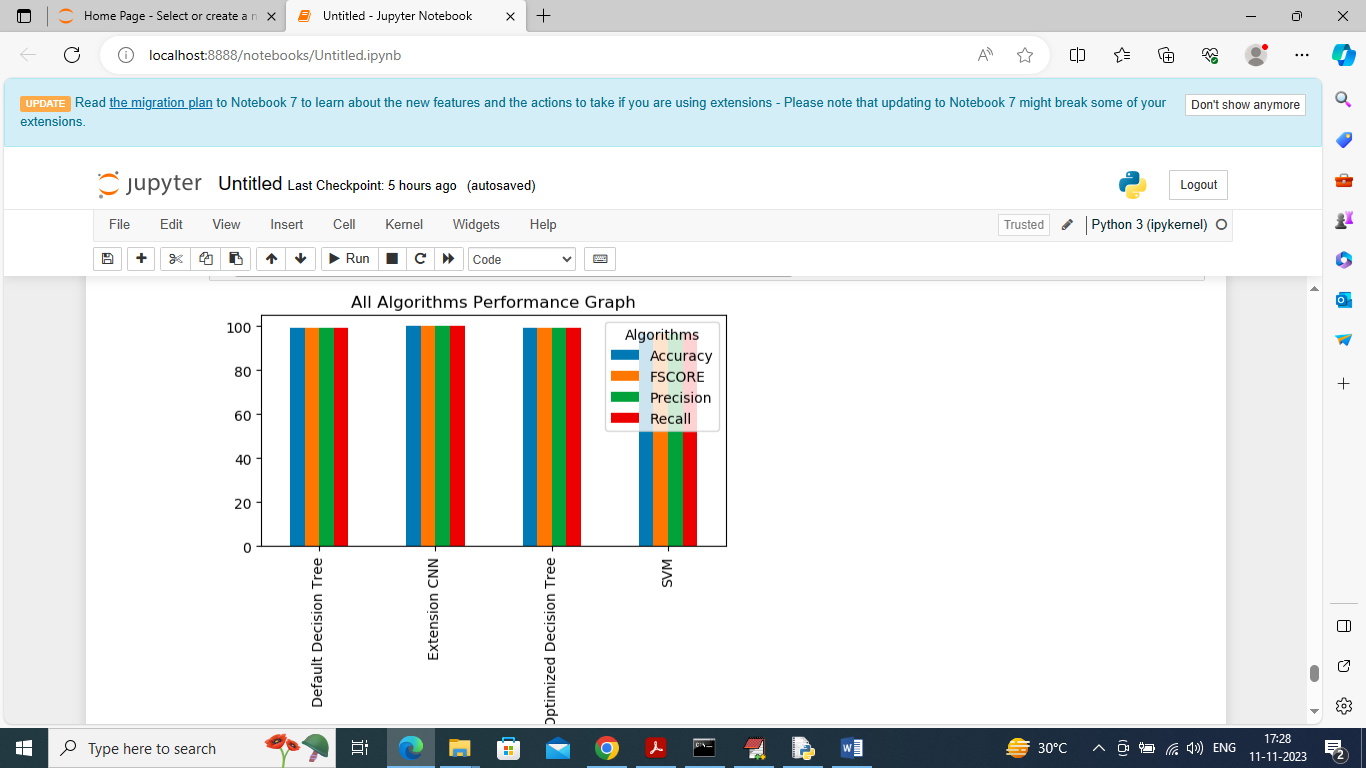 Home Page - Select or create a n
Untitled - Jupyter Notebook
localhost:8888/notebooks/Untitled.ipynb
UPDATE Read the migration plan to Notebook 7 to learn about the new features and the actions to take if you are using extensions - Please note that updating to Notebook 7 might break some of your
extensions.
Don't show anymore
jupyter Untitled Last Checkpoint: 5 hours ago (autosaved)
Logout
File Edit View Insert Cell Kernel Widgets Help
Trusted Python 3 (ipykernel)
Run Code
All Algorithms Performance Graph
100
80
60
40
20
0
Algorithms
Accuracy
FSCORE
Precision
Recall
Default Decision Tree
Extension CNN
Optimized Decision Tree
SVM
Type here to search
30°C
ENG
17:28
11-11-2023
2